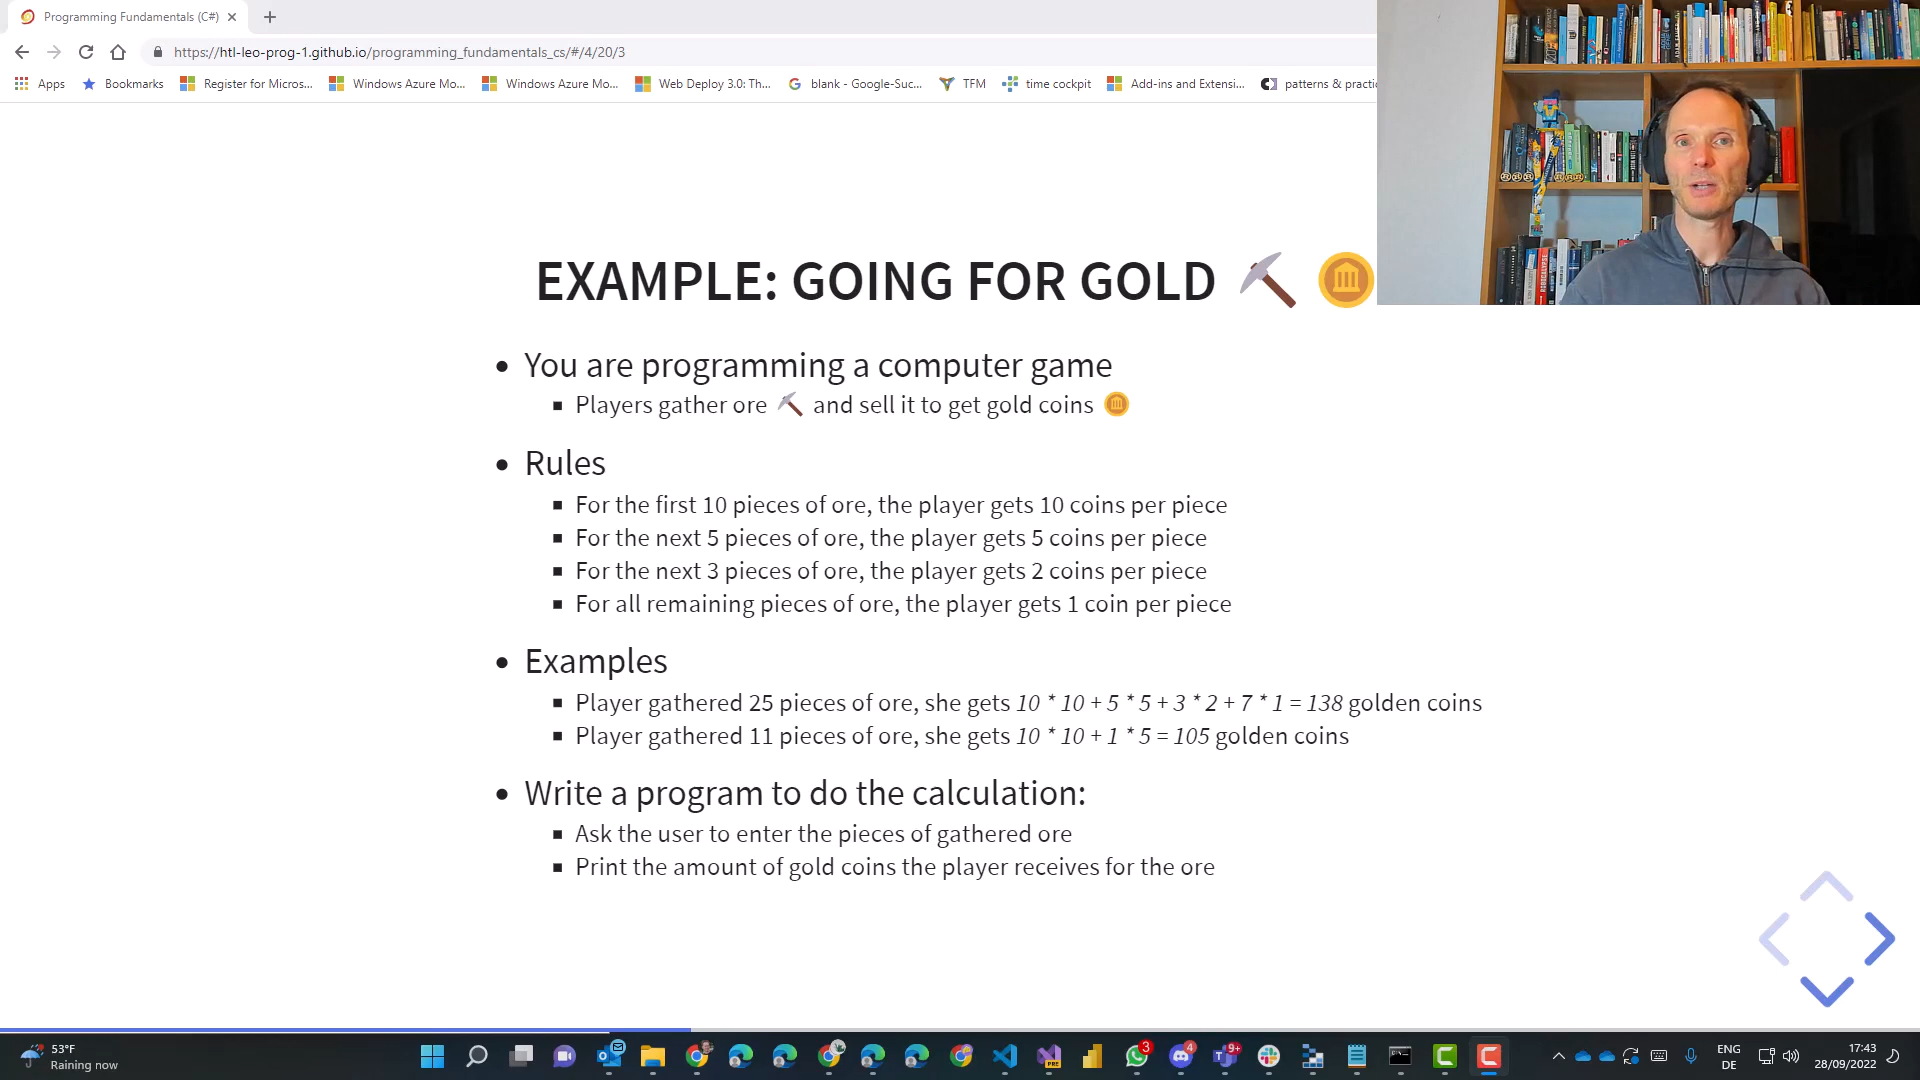 Programming Fundamentals (C#)
https://htl-leo-prog-1.github.io/programming_fundamentals_cs/#/4/20/3
Apps Bookmarks Register for Micros... Windows Azure Mo... Windows Azure Mo... Web Deploy 3.0: Th... blank - Google-Suc... TFM time cockpit Add-ins and Extensi... patterns & practic
EXAMPLE: GOING FOR GOLD
You are programming a computer game
Players gather ore and sell it to get gold coins
Rules
For the first 10 pieces of ore, the player gets 10 coins per piece
For the next 5 pieces of ore, the player gets 5 coins per piece
For the next 3 pieces of ore, the player gets 2 coins per piece
For all remaining pieces of ore, the player gets 1 coin per piece
Examples
Player gathered 25 pieces of ore, she gets 10 * 10 + 5 * 5 + 3 * 2 + 7 * 1 = 138 golden coins
Player gathered 11 pieces of ore, she gets 10 * 10 + 1 * 5 = 105 golden coins
Write a program to do the calculation:
Ask the user to enter the pieces of gathered ore
Print the amount of gold coins the player receives for the ore
53°F
Raining now
3
4
9+
ENG
DE
17:43
28/09/2022